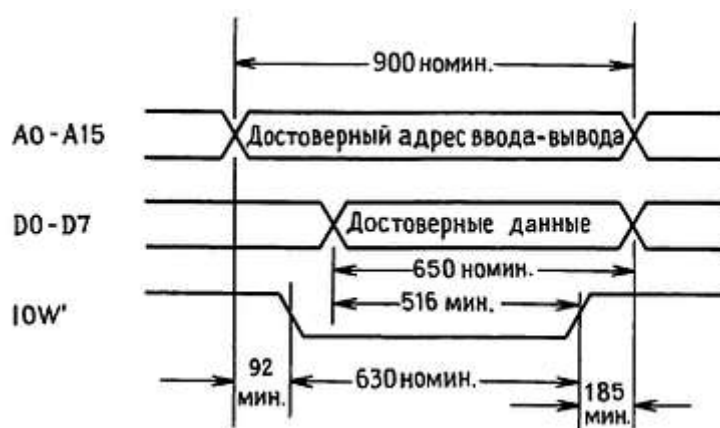 900 номин.
A0-A15
Достоверный адрес ввода-вывода
D0-D7
Достоверные данные
650 номин.
516 мин.
IOW'
92
мин.
630 номин.
185
мин.